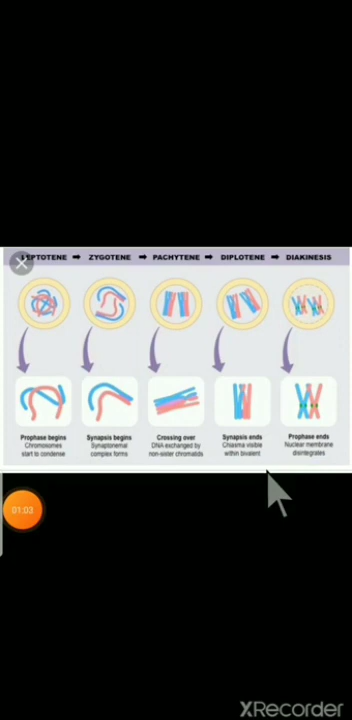 LEPTOTENE ➡ ZYGOTENE ➡ PACHYTENE ➡ DIPLOTENE ➡ DIAKINESIS
Prophase begins
Chromosomes
start to condense
Synapsis begins
Synaptonemal
complex forms
Crossing over
DNA exchanged by
non-sister chromatids
Synapsis ends
Chiasma visible
within bivalent
Prophase ends
Nuclear membrane
disintegrates
01:03
XRecorder